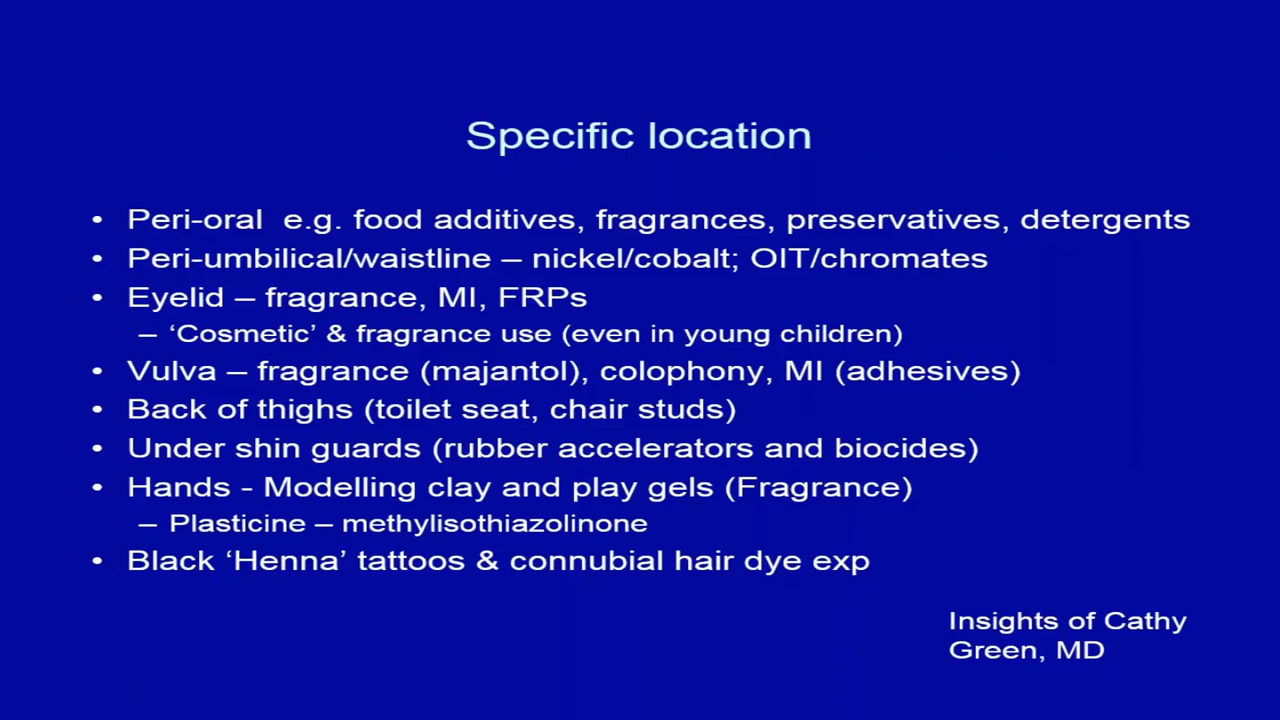 Specific location
• Peri-oral  e.g. food additives, fragrances, preservatives, detergents
• Peri-umbilical/waistline – nickel/cobalt; OIT/chromates
• Eyelid – fragrance, MI, FRPs
– ‘Cosmetic’ & fragrance use (even in young children)
• Vulva – fragrance (majantol), colophony, MI (adhesives)
• Back of thighs (toilet seat, chair studs)
• Under shin guards (rubber accelerators and biocides)
• Hands - Modelling clay and play gels (Fragrance)
– Plasticine – methylisothiazolinone
• Black ‘Henna’ tattoos & connubial hair dye exp
Insights of Cathy
Green, MD